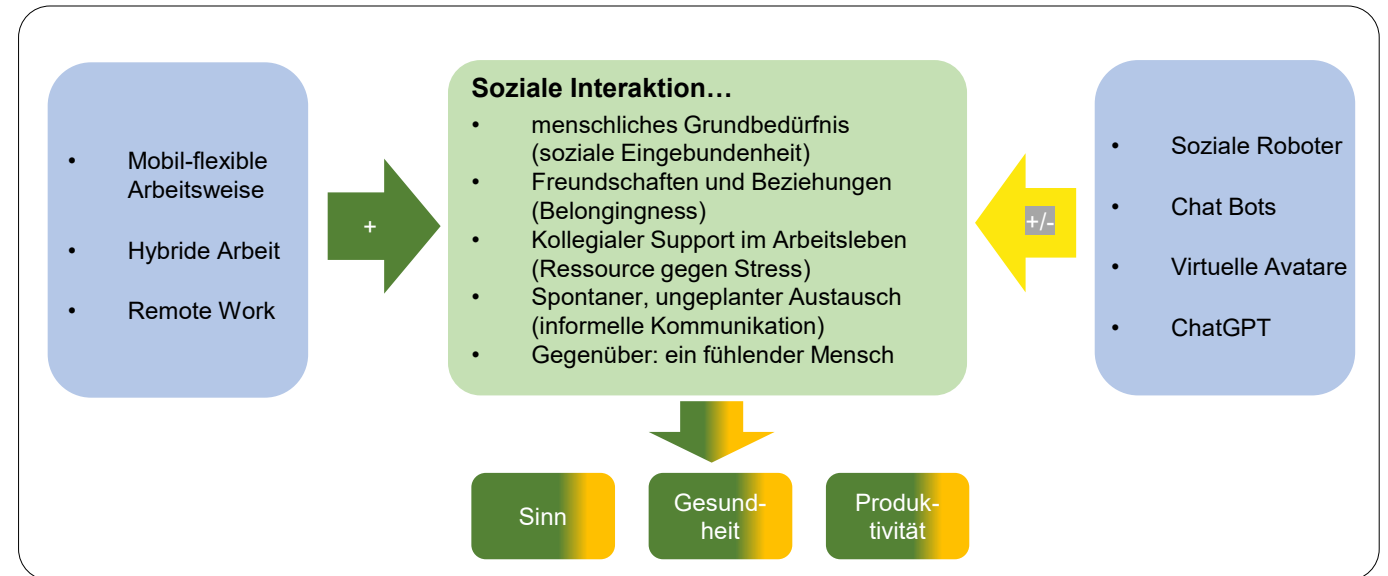 • Mobil-flexible
Arbeitsweise
• Hybride Arbeit
• Remote Work
+
Soziale Interaktion…
• menschliches Grundbedürfnis
(soziale Eingebundenheit)
• Freundschaften und Beziehungen
(Belongingness)
• Kollegialer Support im Arbeitsleben
(Ressource gegen Stress)
• Spontaner, ungeplanter Austausch
(informelle Kommunikation)
• Gegenüber: ein fühlender Mensch
+/-
• Soziale Roboter
• Chat Bots
• Virtuelle Avatare
• ChatGPT
Sinn
Gesund-
heit
Produk-
tivität